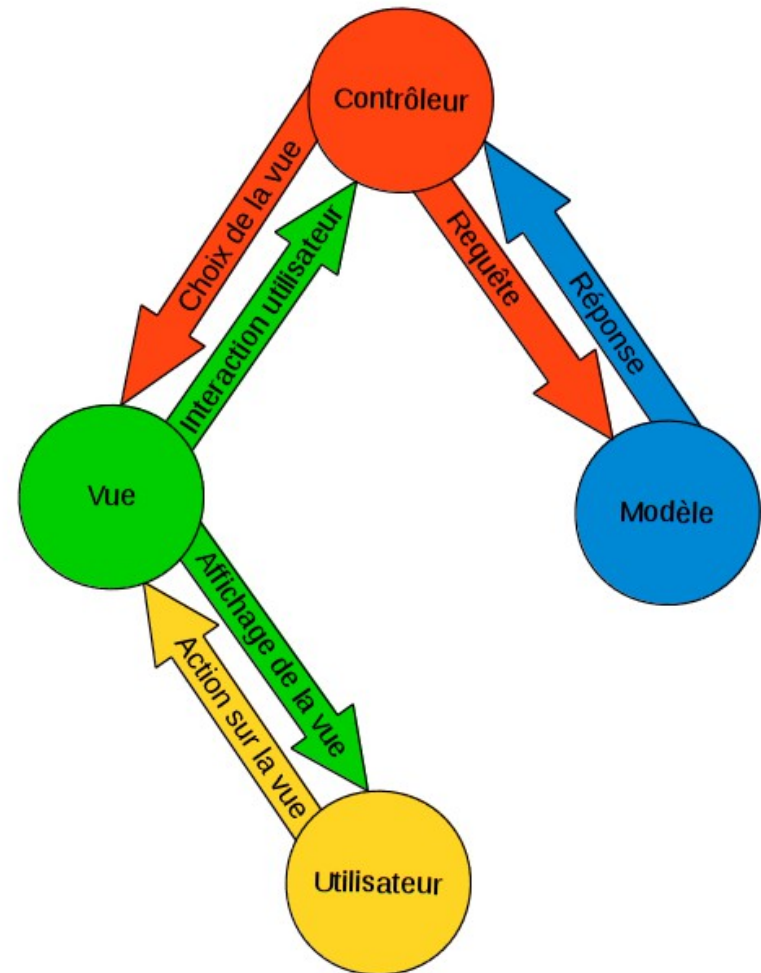 Contrôleur
Choix de la vue
Interaction utilisateur
Requête
Réponse
Vue
Modèle
Affichage de la vue
Action sur la vue
Utilisateur